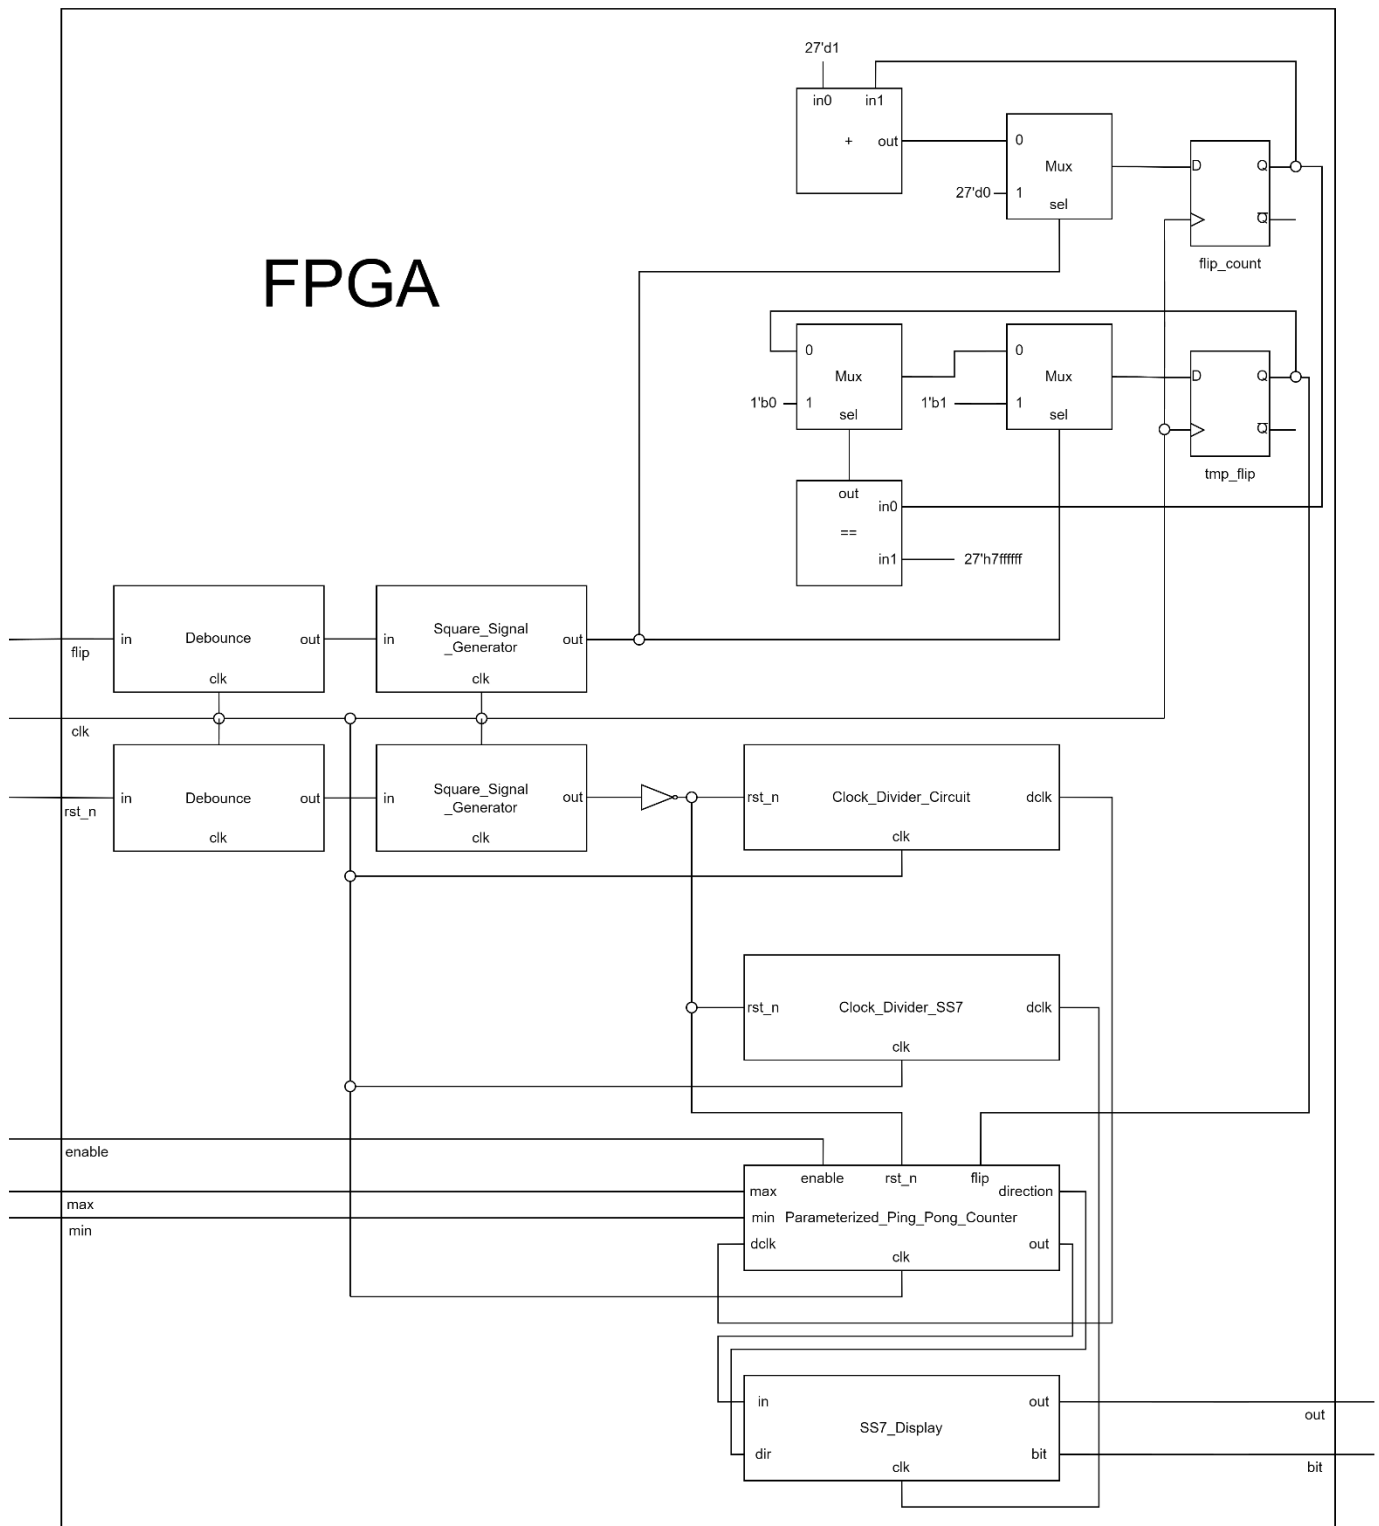 27'd1
in0 in1
+ out
0
Mux
27'd0 1
sel
D Q
Q
flip_count
FPGA
0
Mux
1'b0 1
sel
0
Mux
1'b1 1
sel
D Q
Q
tmp_flip
out
in0
==
in1 27'h7ffffff
in Debounce out
clk
in Square_Signal
_Generator
out
clk
flip
clk
in Debounce out
clk
in Square_Signal
_Generator
out
clk
rst_n
rst_n Clock_Divider_Circuit dclk
clk
rst_n Clock_Divider_SS7 dclk
clk
enable
max
min
enable rst_n flip
max direction
min Parameterized_Ping_Pong_Counter
dclk out
clk
in out
SS7_Display
dir bit
clk
out
bit